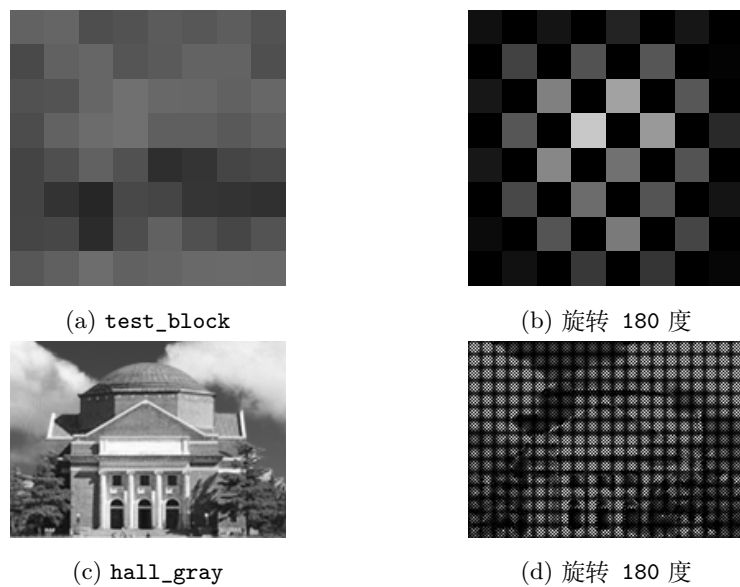 (a) test_block
(b) 旋转 180 度
(c) hall_gray
(d) 旋转 180 度